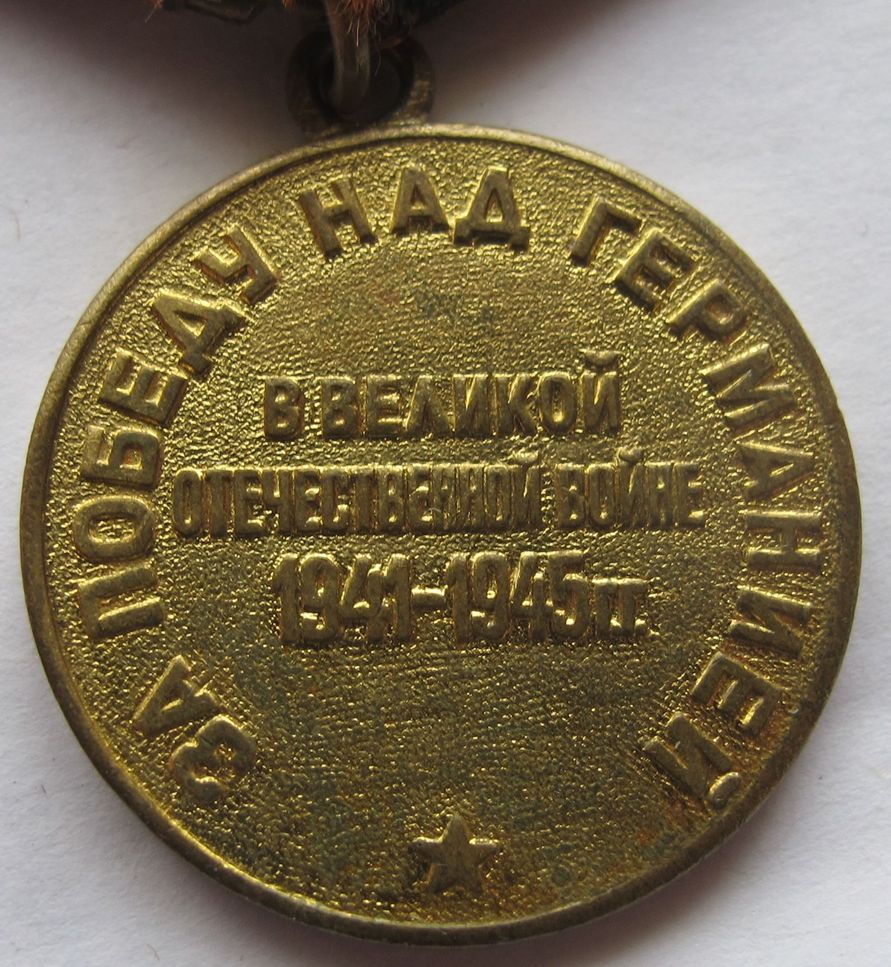 ЗА ПОБЕДУ НАД ГЕРМАНИЕЙ
В ВЕЛИКОЙ
ОТЕЧЕСТВЕННОЙ ВОЙНЕ
1941-1945 гг.